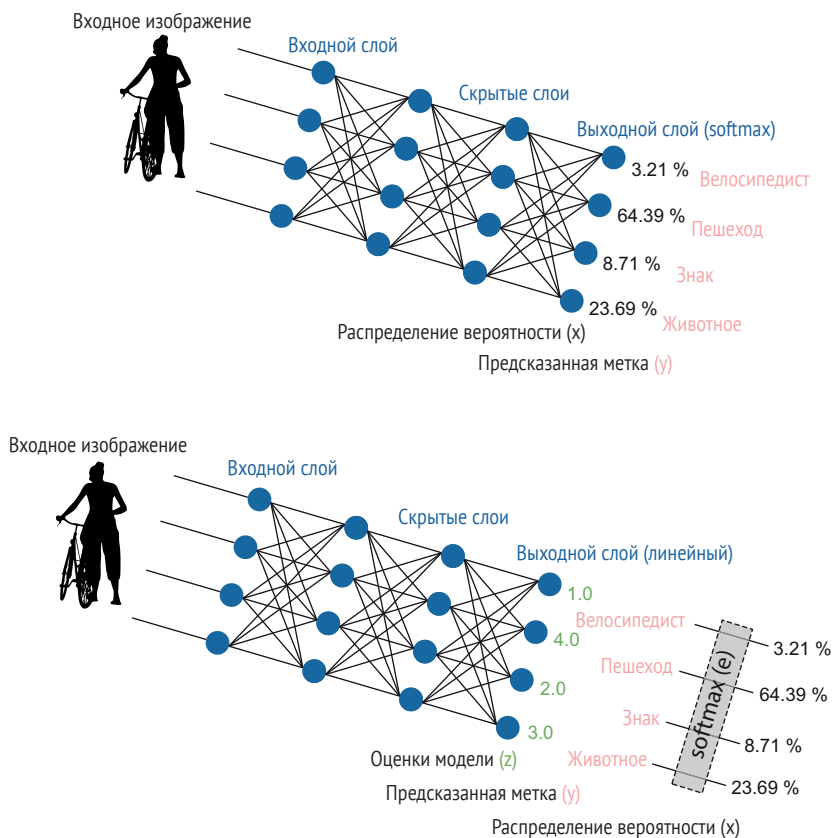 Входное изображение
Входной слой
Скрытые слои
Выходной слой (softmax)
3.21 %
Велосипедист
64.39 %
Пешеход
8.71 %
Знак
23.69 %
Животное
Распределение вероятности (x)
Предсказанная метка (y)
Входное изображение
Входной слой
Скрытые слои
Выходной слой (линейный)
1.0
Велосипедист
4.0
Пешеход
2.0
Знак
3.0
Животное
softmax (e)
3.21 %
64.39 %
8.71 %
23.69 %
Оценки модели (z)
Предсказанная метка (y)
Распределение вероятности (x)